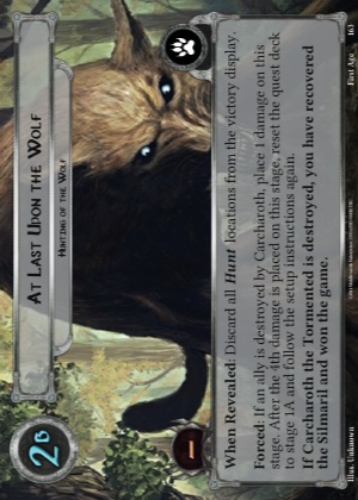 2B
At Last Upon the Wolf
Hunting of the Wolf
–
When Revealed: Discard all Hunt locations from the victory display.
Forced: If an ally is destroyed by Carcharoth, place 1 damage on
this stage. After the 4th damage is placed on this stage, reset the quest deck
to stage 1A and follow the setup instructions again.
If Carcharoth the Tormented is destroyed, you have recovered
the Silmaril and won the game.
Illus. Unknown
First Age
163